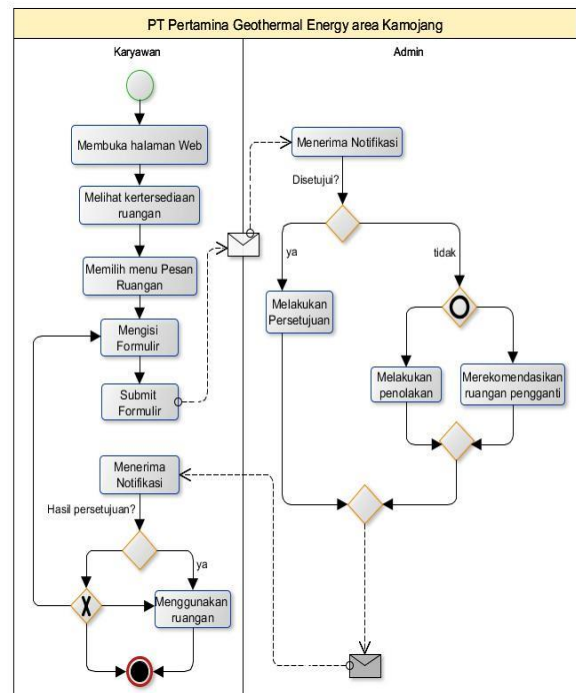 PT Pertamina Geothermal Energy area Kamojang
Karyawan
Admin
Membuka halaman Web
Melihat kertersediaan
ruangan
Memilih menu Pesan
Ruangan
Mengisi
Formulir
Submit
Formulir
Menerima Notifikasi
Disetujui?
ya
tidak
Melakukan
Persetujuan
Melakukan
penolakan
Merekomendasikan
ruangan pengganti
Menerima
Notifikasi
Hasil persetujuan?
ya
X
Menggunakan
ruangan